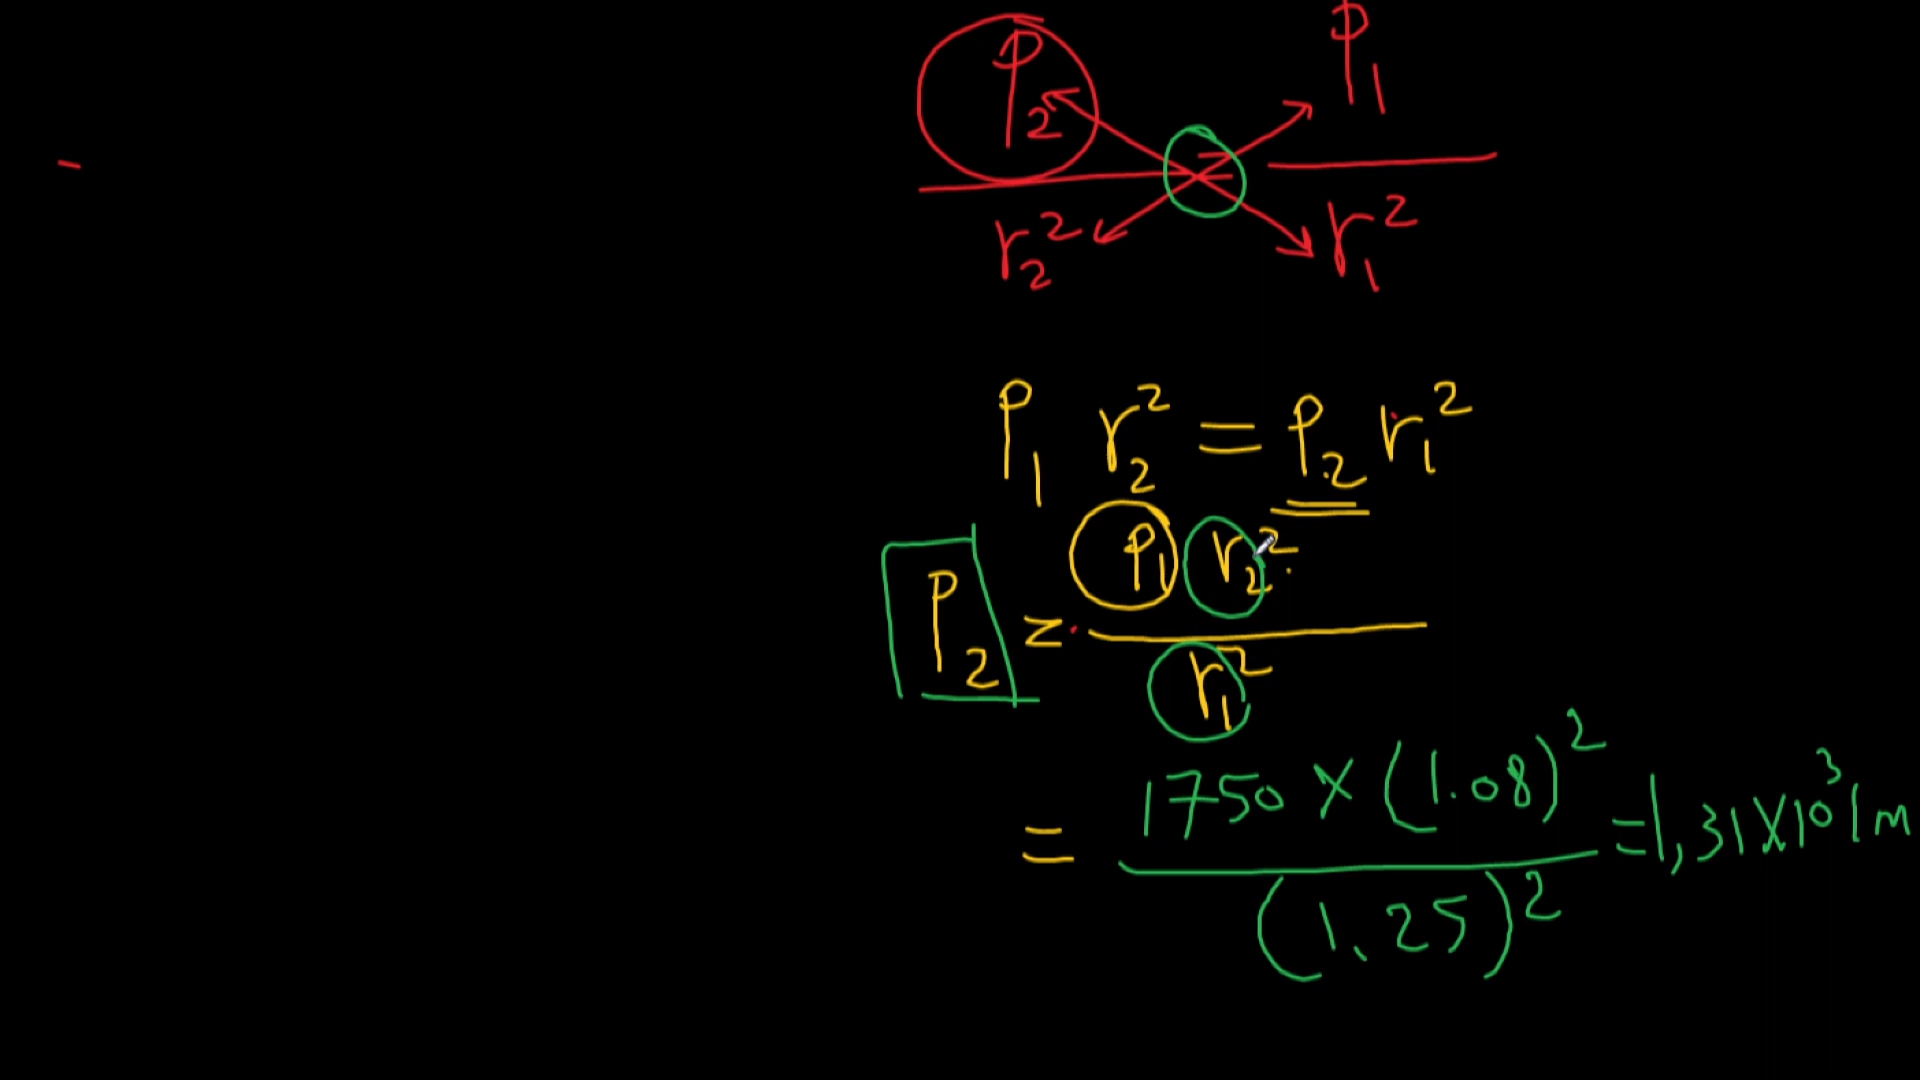 P₂ / r₂² = P₁ / r₁²
P₁ r₂² = P₂ r₁²
P₂ = P₁ r₂² / r₁²
= 1750 × (1.08)² / (1.25)² = 1,31 × 10³ lm